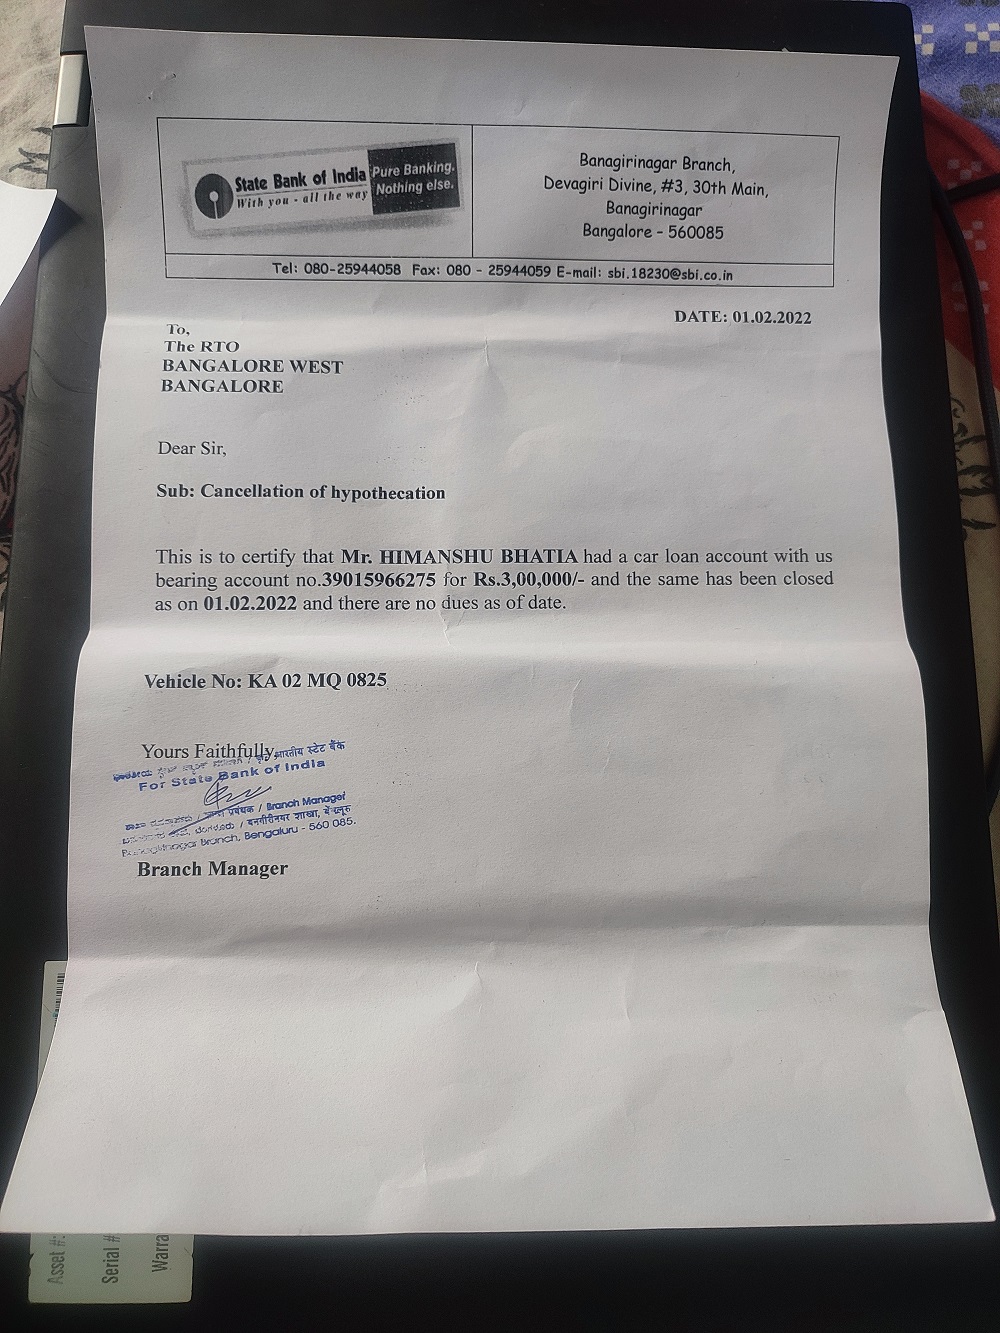 State Bank of India
With you - all the way
Pure Banking.
Nothing else.
Banagirinagar Branch,
Devagiri Divine, #3, 30th Main,
Banagirinagar
Bangalore - 560085
Tel: 080-25944058 Fax: 080 - 25944059 E-mail: sbi.18230@sbi.co.in
DATE: 01.02.2022
To,
The RTO
BANGALORE WEST
BANGALORE
Dear Sir,
Sub: Cancellation of hypothecation
This is to certify that Mr. HIMANSHU BHATIA had a car loan account with us
bearing account no.39015966275 for Rs.3,00,000/- and the same has been closed
as on 01.02.2022 and there are no dues as of date.
Vehicle No: KA 02 MQ 0825
Yours Faithfully,
भारतीय स्टेट बैंक
For State Bank of India
प्रबंधक / Branch Manager
ಬೆಂಗಳೂರು / बनगीरीनगर शाखा, बेंगलूरु
Branch, Bengaluru - 560 085.
Branch Manager
Asset #:
Serial #
Warra